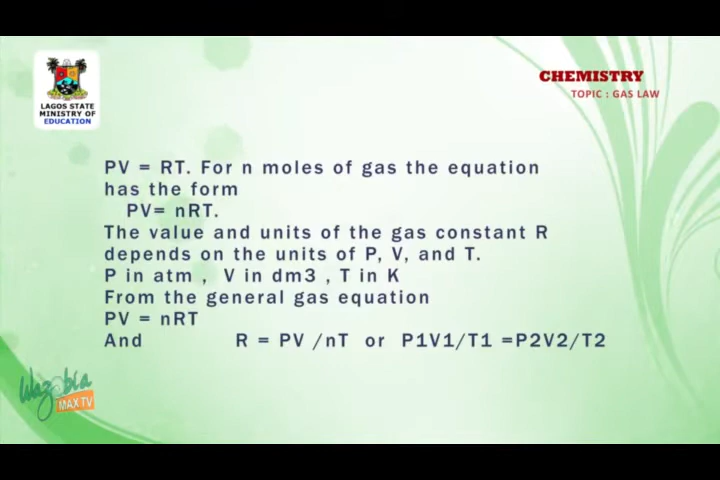 LAGOS STATE
MINISTRY OF
EDUCATION
CHEMISTRY
TOPIC : GAS LAW
PV = RT. For n moles of gas the equation
has the form
PV= nRT.
The value and units of the gas constant R
depends on the units of P, V, and T.
P in atm , V in dm3 , T in K
From the general gas equation
PV = nRT
And R = PV /nT or P1V1/T1 =P2V2/T2
Wazobia
MAX TV